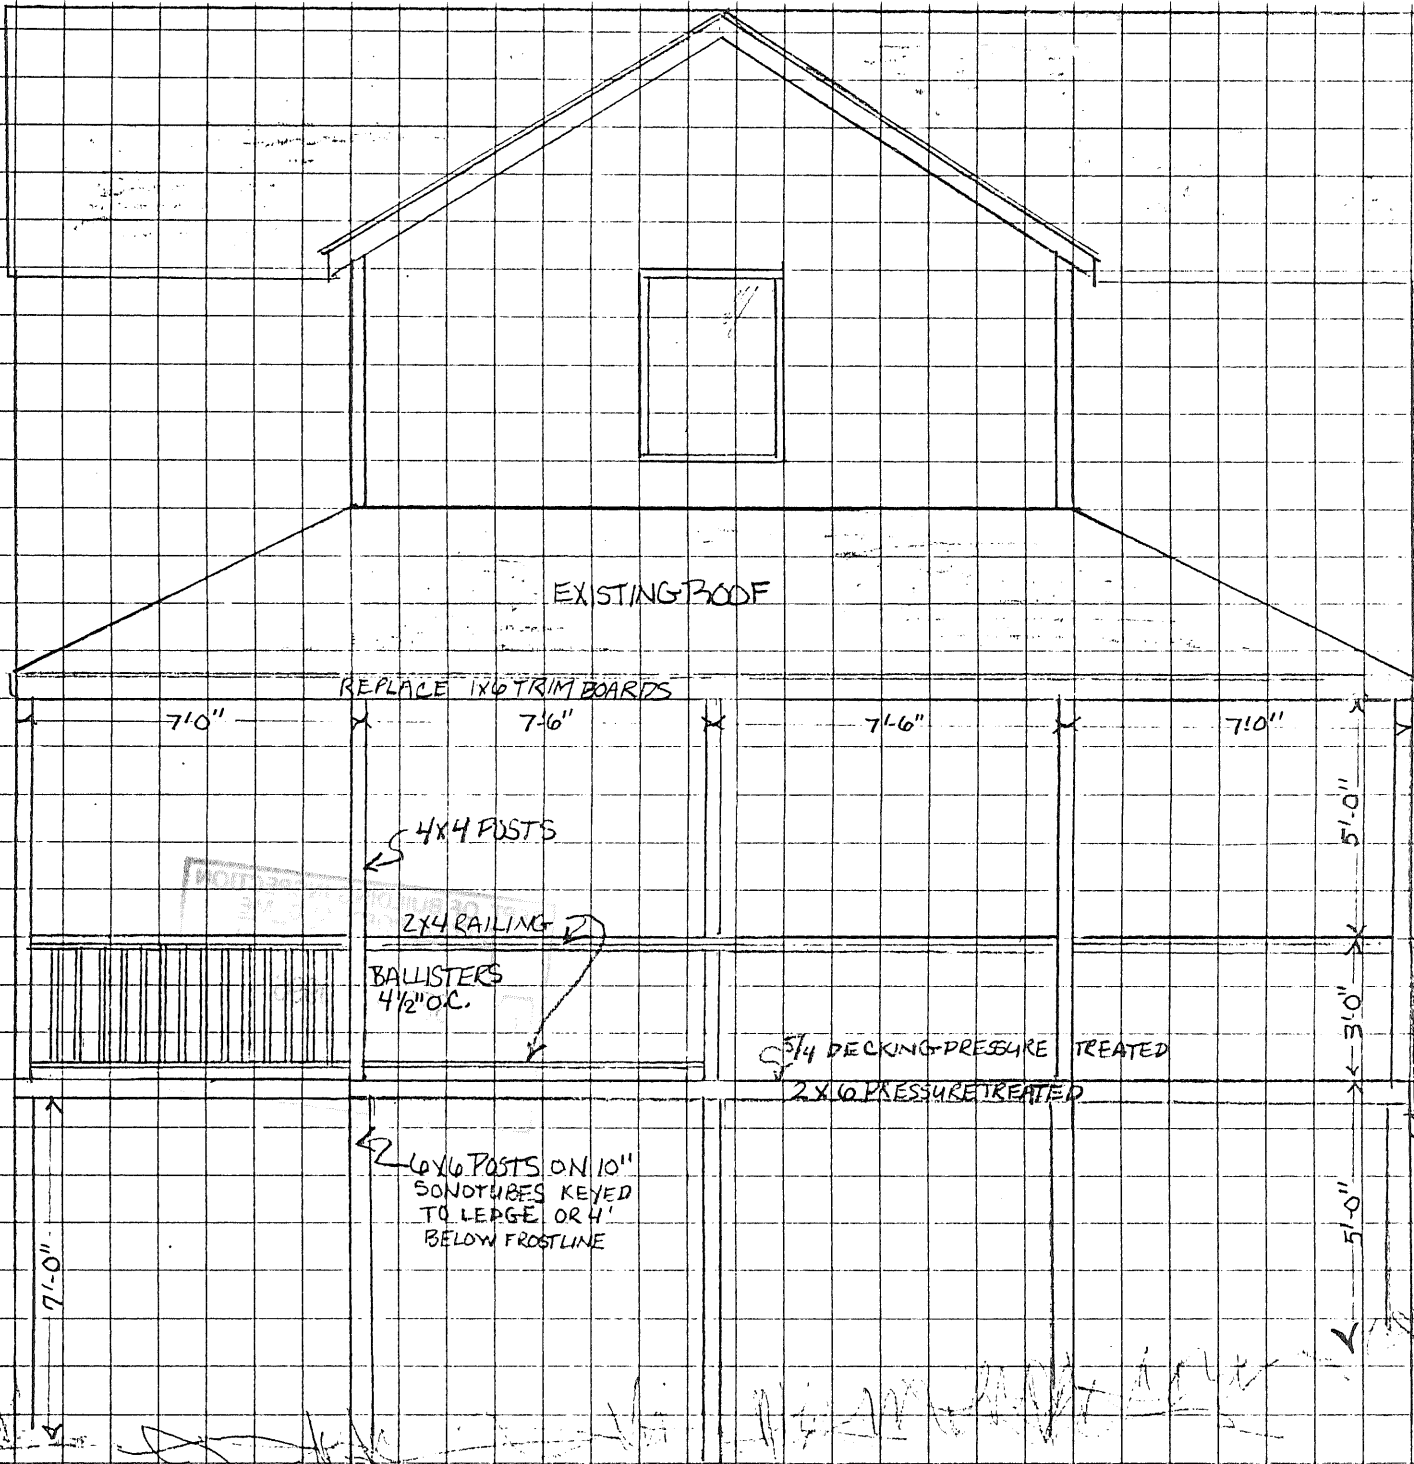 EXISTING ROOF
REPLACE 1X6 TRIM BOARDS
7'0" 7'-6" 7'-6" 7'0"
5'-0"
4X4 POSTS
2X4 RAILING
BALLISTERS
4½" O.C.
3'0"
5/4 DECKING PRESSURE TREATED
2X6 PRESSURE TREATED
6X6 POSTS ON 10"
SONOTUBES KEYED
TO LEDGE OR 4'
BELOW FROSTLINE
7'-0"
5'-0"